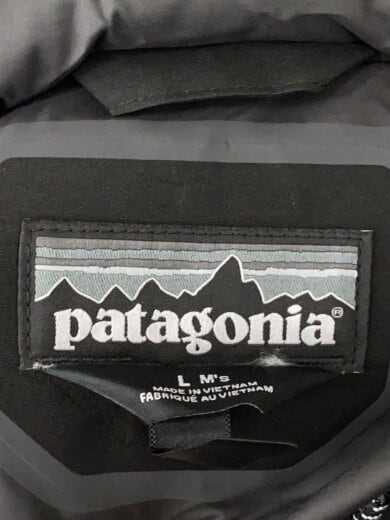 patagonia®
L M's
MADE IN VIETNAM
FABRIQUÉ AU VIETNAM